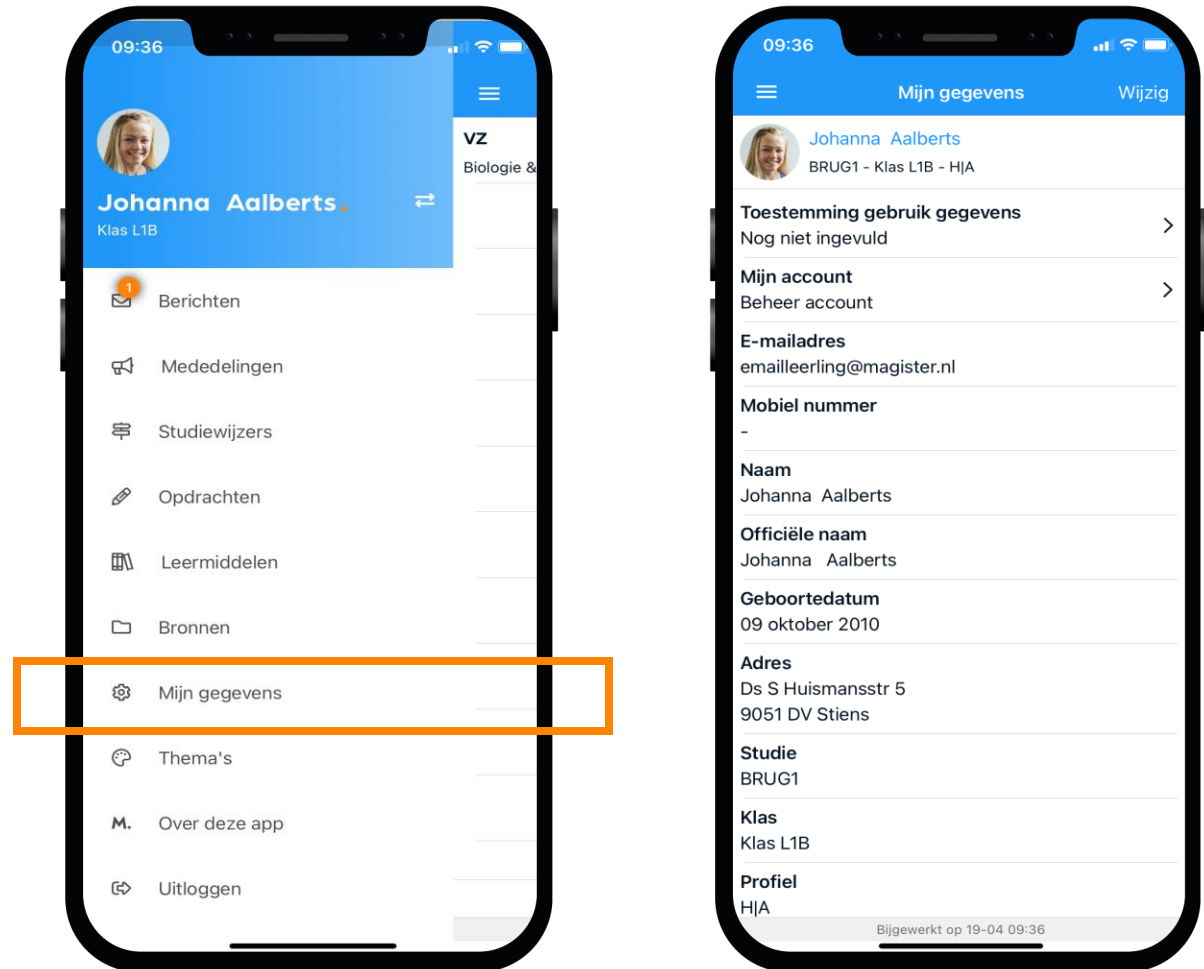 09:36
VZ
Biologie &
Johanna Aalberts.
Klas L1B
1
Berichten
Mededelingen
Studiewijzers
Opdrachten
Leermiddelen
Bronnen
Mijn gegevens
Thema's
M. Over deze app
Uitloggen
09:36
Mijn gegevens Wijzig
Johanna Aalberts
BRUG1 - Klas L1B - H|A
Toestemming gebruik gegevens
Nog niet ingevuld
Mijn account
Beheer account
E-mailadres
emailleerling@magister.nl
Mobiel nummer
-
Naam
Johanna Aalberts
Officiële naam
Johanna Aalberts
Geboortedatum
09 oktober 2010
Adres
Ds S Huismansstr 5
9051 DV Stiens
Studie
BRUG1
Klas
Klas L1B
Profiel
H|A
Bijgewerkt op 19-04 09:36